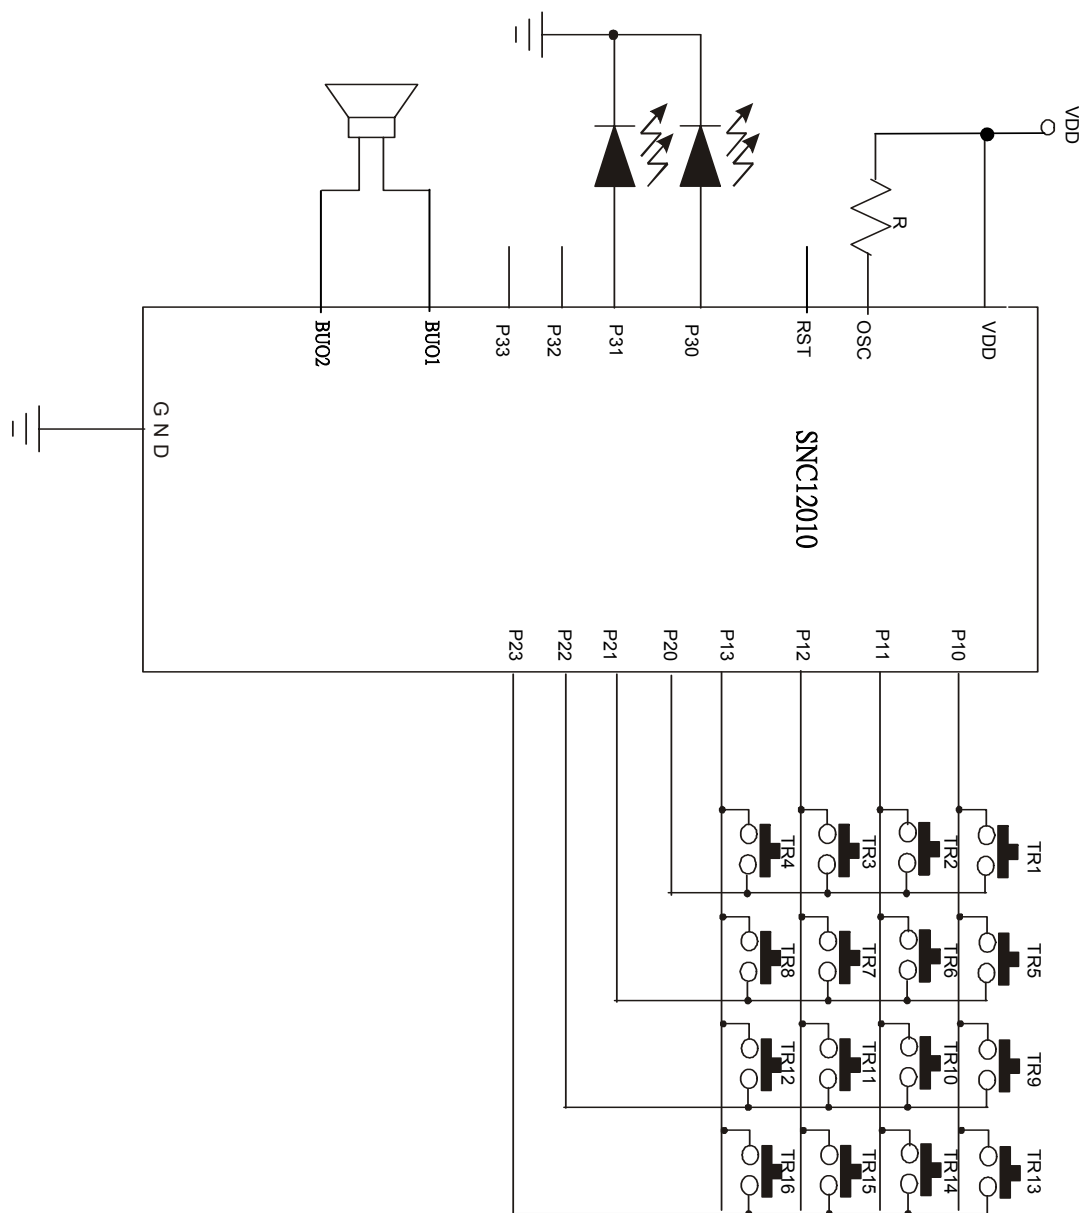 VDD
R
BUO2
BUO1
P33
P32
P31
P30
RST
OSC
VDD
GND
SNC12010
P23
P22
P21
P20
P13
P12
P11
P10
TR4
TR3
TR2
TR1
TR8
TR7
TR6
TR5
TR12
TR11
TR10
TR9
TR16
TR15
TR14
TR13